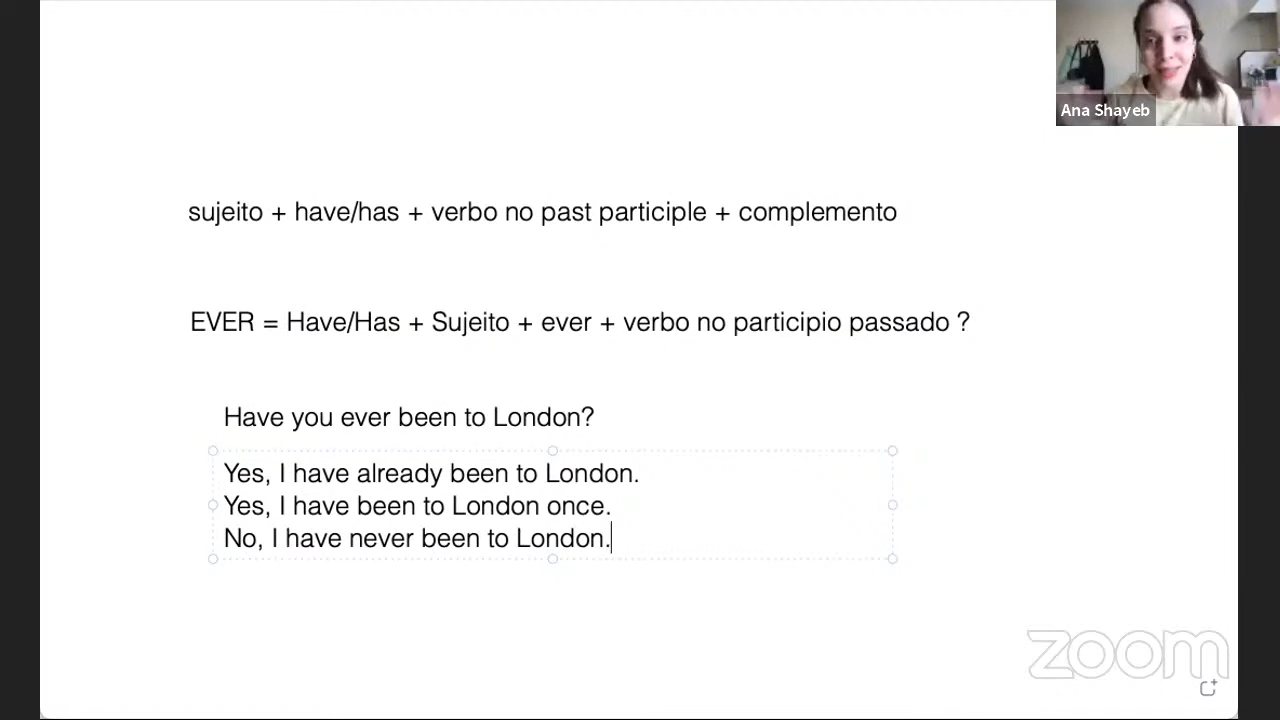 Ana Shayeb
sujeito + have/has + verbo no past participle + complemento
EVER = Have/Has + Sujeito + ever + verbo no participio passado ?
Have you ever been to London?
Yes, I have already been to London.
Yes, I have been to London once.
No, I have never been to London.
zoom